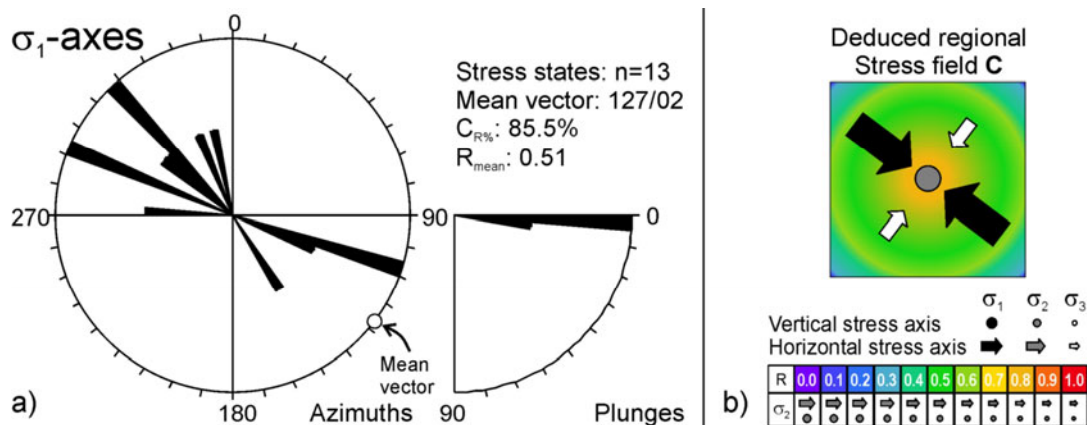 σ1-axes
0
270
90
180
Azimuths
Mean
vector
a)
Stress states: n=13
Mean vector: 127/02
CR%: 85.5%
Rmean: 0.51
0
90
Plunges
Deduced regional
Stress field C
σ1 σ2 σ3
Vertical stress axis
Horizontal stress axis
R 0.0 0.1 0.2 0.3 0.4 0.5 0.6 0.7 0.8 0.9 1.0
σ2
b)